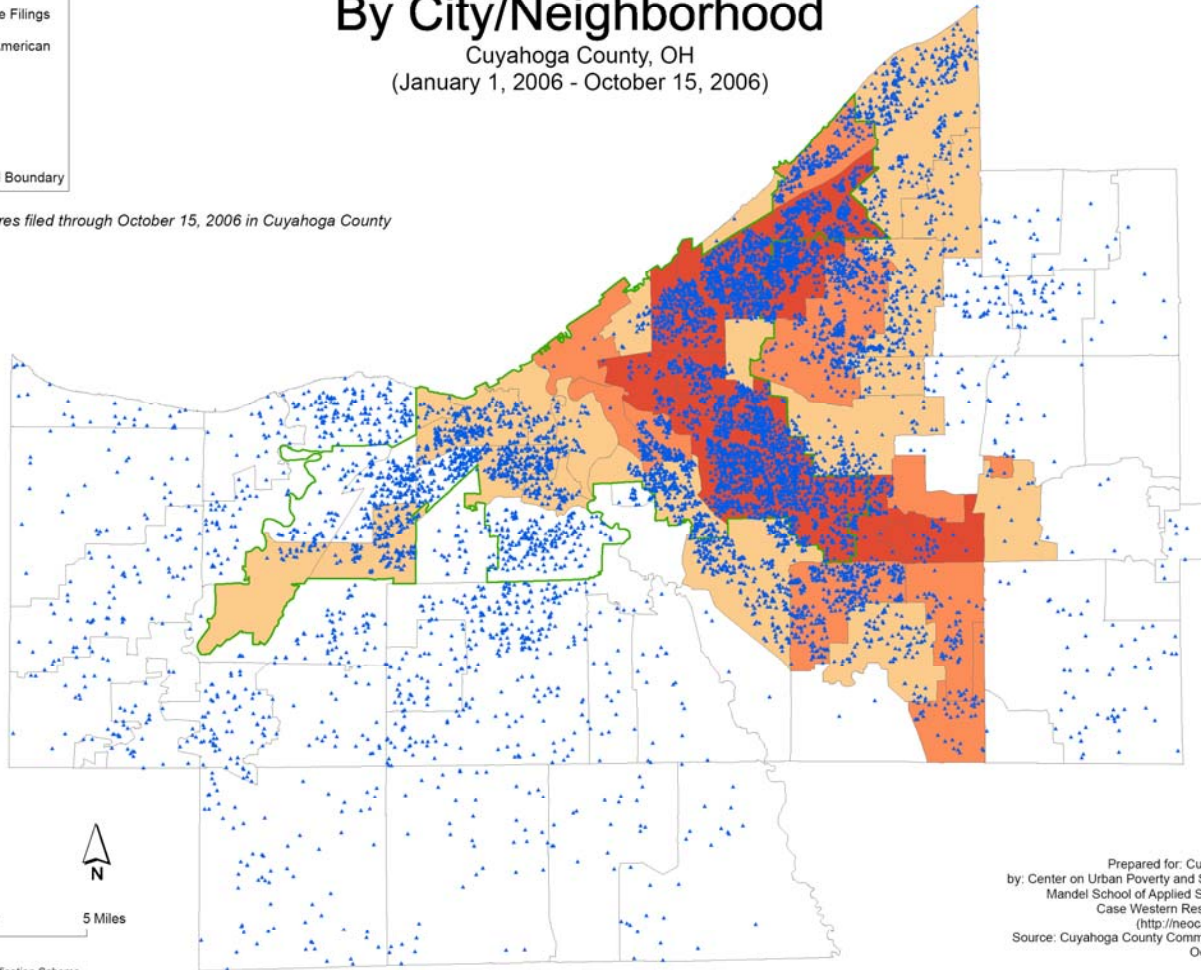 e Filings
merican
Boundary
By City/Neighborhood
Cuyahoga County, OH
(January 1, 2006 - October 15, 2006)
res filed through October 15, 2006 in Cuyahoga County
N
5 Miles
Prepared for: Cu
by: Center on Urban Poverty and S
Mandel School of Applied S
Case Western Res
(http://neoc
Source: Cuyahoga County Comm